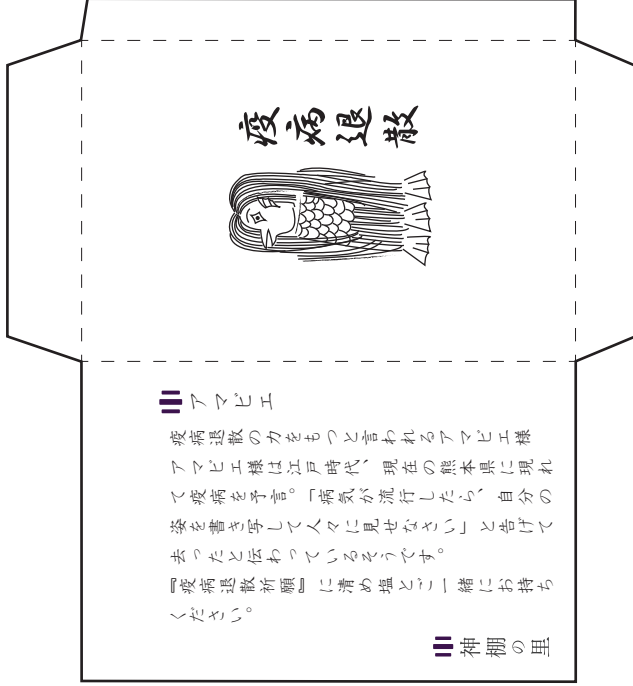 疫病退散
アマビエ
疫病退散の力をもつと言われるアマビエ様
アマビエ様は江戸時代、現在の熊本県に現れ
て疫病を予言。「病気が流行したら、自分の
姿を書き写して人々に見せなさい」と告げて
去ったと伝わっているそうです。
『疫病退散祈願』に清め塩とご一緒にお持ち
ください。
神棚の里